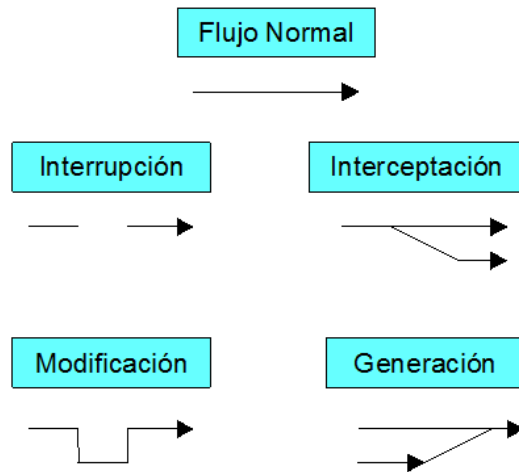 Flujo Normal
Interrupción
Interceptación
Modificación
Generación